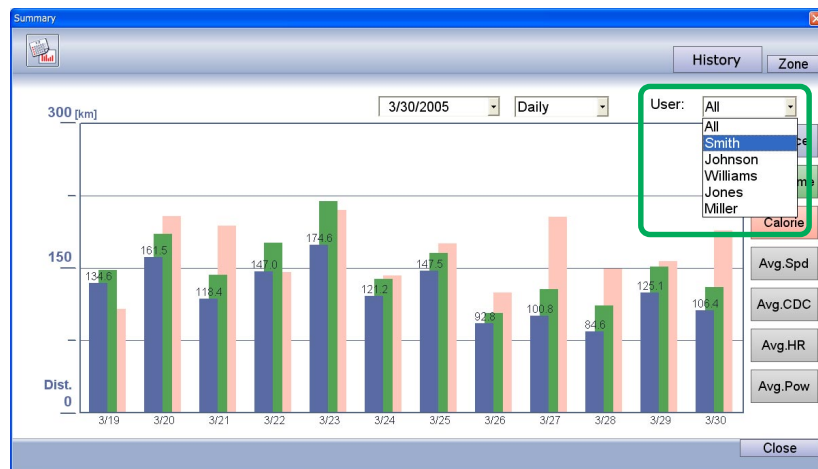 Summary
History
Zone
3/30/2005
Daily
User:
All
All
Smith
Johnson
Williams
Jones
Miller
300 [km]
150
Dist.
0
134.6
161.5
118.4
147.0
174.6
121.2
147.5
92.8
100.8
84.6
125.1
106.4
3/19
3/20
3/21
3/22
3/23
3/24
3/25
3/26
3/27
3/28
3/29
3/30
Calorie
Avg.Spd
Avg.CDC
Avg.HR
Avg.Pow
Close